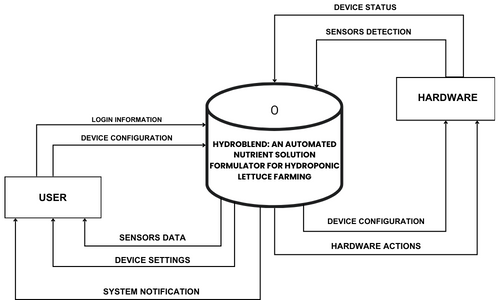 DEVICE STATUS
SENSORS DETECTION
HARDWARE
0
LOGIN INFORMATION
DEVICE CONFIGURATION
HYDROBLEND: AN AUTOMATED
NUTRIENT SOLUTION
FORMULATOR FOR HYDROPONIC
LETTUCE FARMING
USER
DEVICE CONFIGURATION
SENSORS DATA
HARDWARE ACTIONS
DEVICE SETTINGS
SYSTEM NOTIFICATION